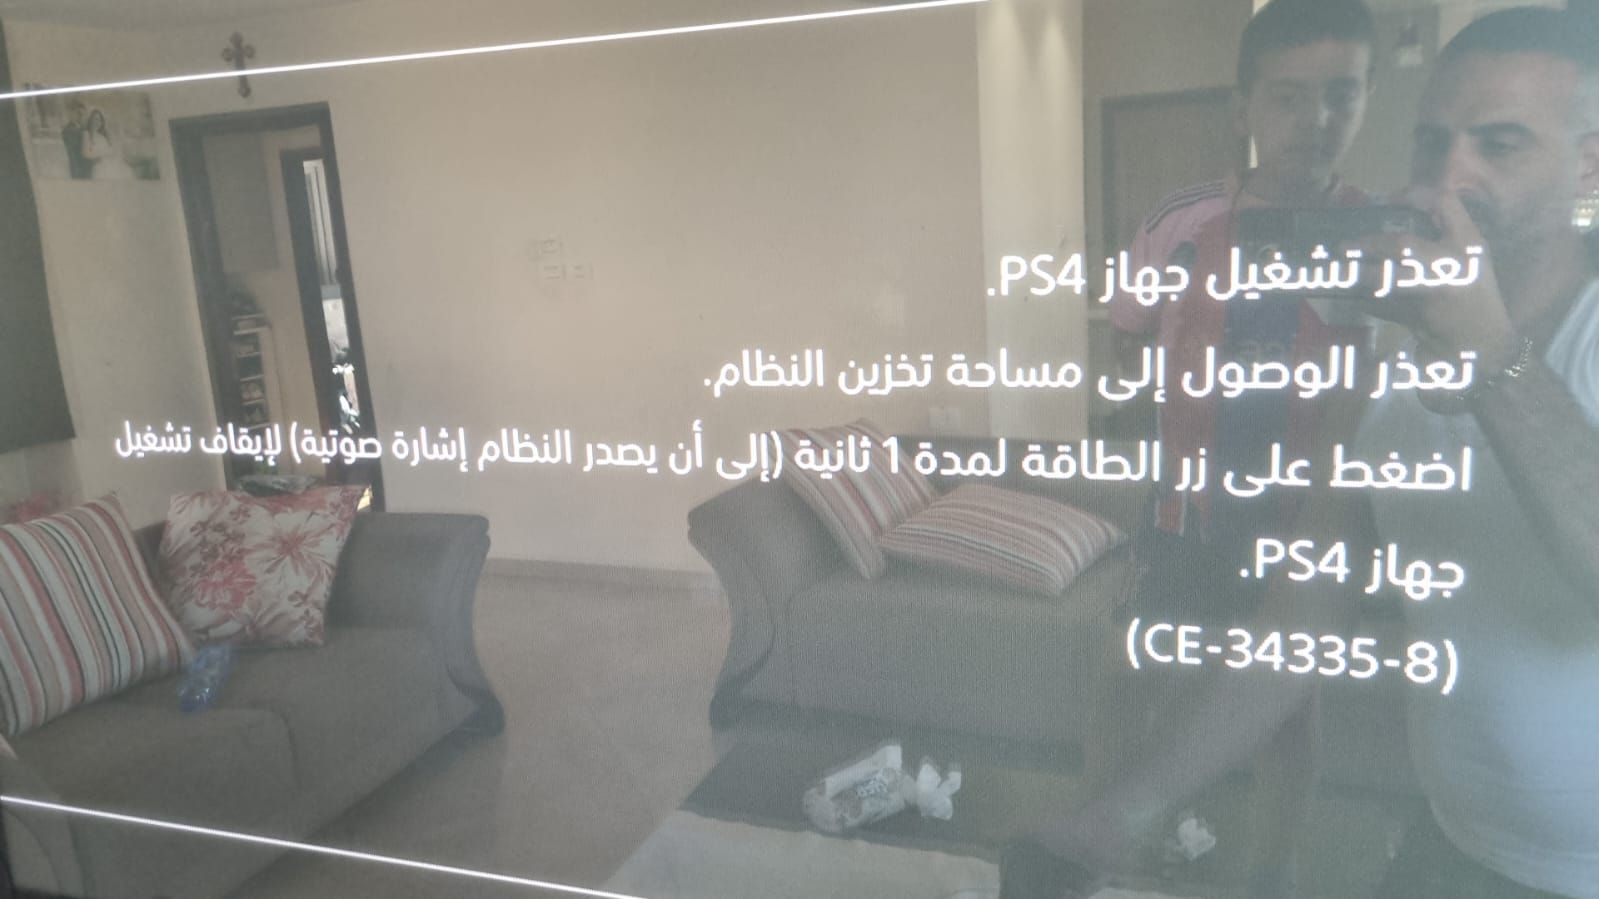 تعذر تشغيل جهاز PS4.
تعذر الوصول إلى مساحة تخزين النظام.
اضغط على زر الطاقة لمدة 1 ثانية (إلى أن يصدر النظام إشارة صوتية) لإيقاف تشغيل
جهاز PS4.
(CE-34335-8)